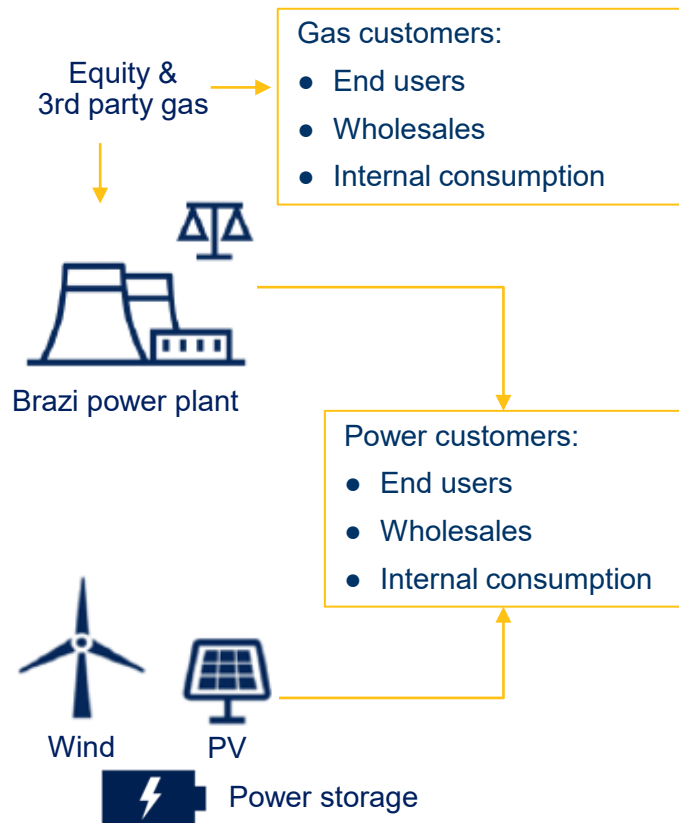 Gas customers:
● End users
● Wholesales
● Internal consumption
Equity &
3rd party gas
Brazi power plant
Power customers:
● End users
● Wholesales
● Internal consumption
Wind
PV
Power storage